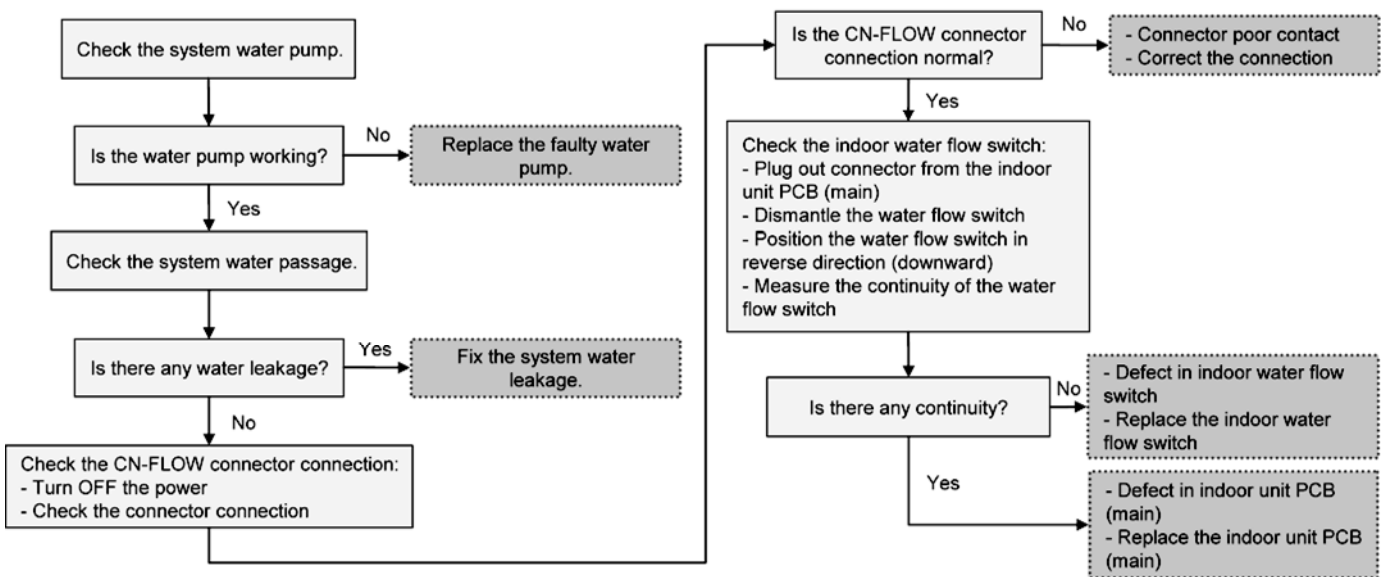 Check the system water pump.
Is the water pump working?
No
Replace the faulty water
pump.
Yes
Check the system water passage.
Is there any water leakage?
Yes
Fix the system water
leakage.
No
Check the CN-FLOW connector connection:
- Turn OFF the power
- Check the connector connection
Is the CN-FLOW connector
connection normal?
No
- Connector poor contact
- Correct the connection
Yes
Check the indoor water flow switch:
- Plug out connector from the indoor
unit PCB (main)
- Dismantle the water flow switch
- Position the water flow switch in
reverse direction (downward)
- Measure the continuity of the water
flow switch
Is there any continuity?
No
- Defect in indoor water flow
switch
- Replace the indoor water
flow switch
Yes
- Defect in indoor unit PCB
(main)
- Replace the indoor unit PCB
(main)